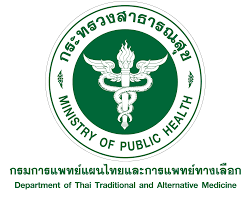 กระทรวงสาธารณสุข
MINISTRY OF PUBLIC HEALTH
กรมการแพทย์แผนไทยและการแพทย์ทางเลือก
Department of Thai Traditional and Alternative Medicine